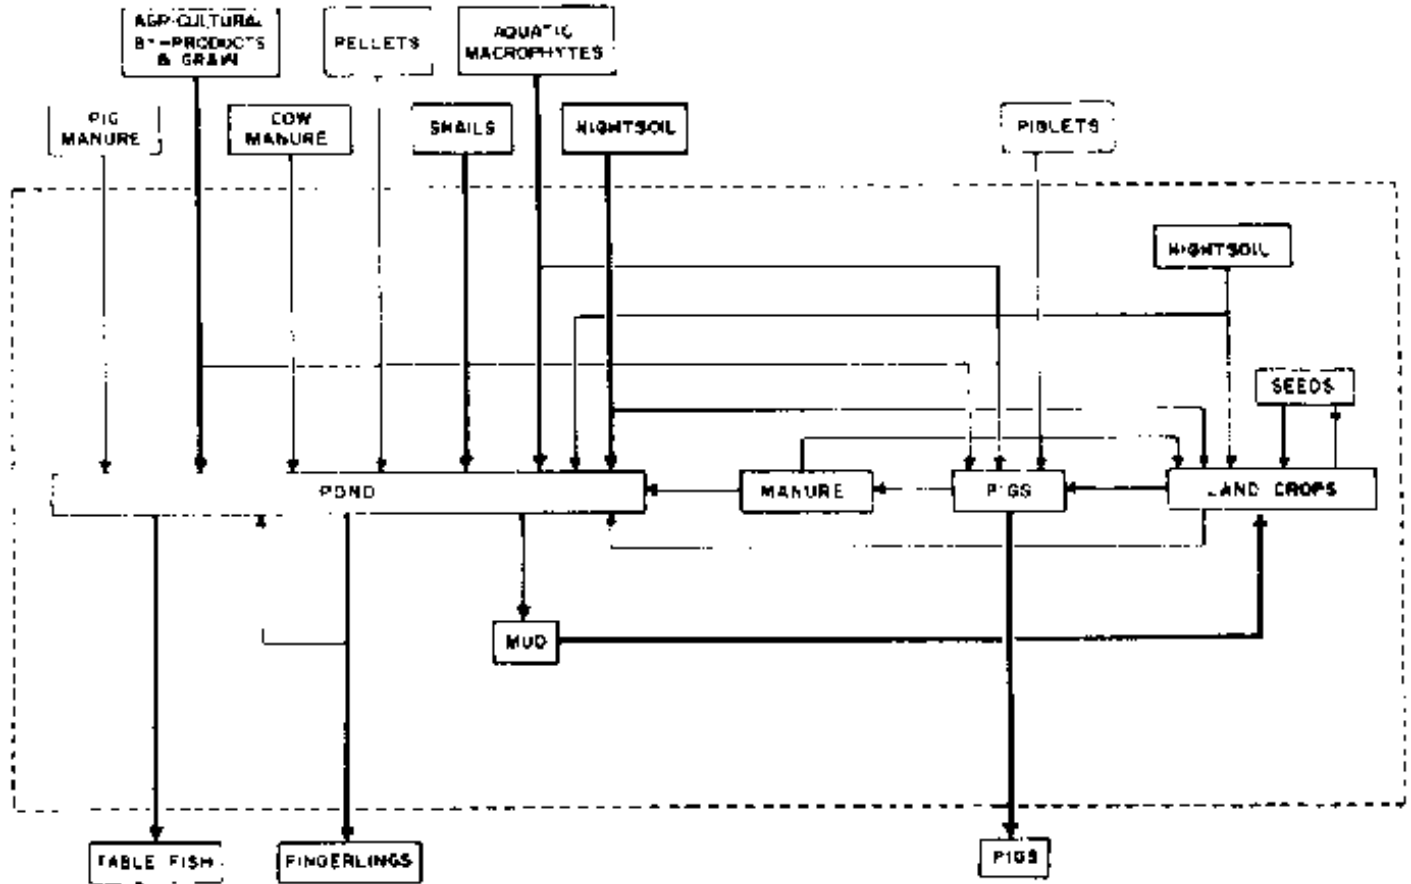 AGRICULTURAL
BY-PRODUCTS
& GRAIN
PELLETS
AQUATIC
MACROPHYTES
PIG
MANURE
COW
MANURE
SNAILS
NIGHTSOIL
PIGLETS
NIGHTSOIL
SEEDS
POND
MANURE
PIGS
LAND CROPS
MUD
TABLE FISH
FINGERLINGS
PIGS